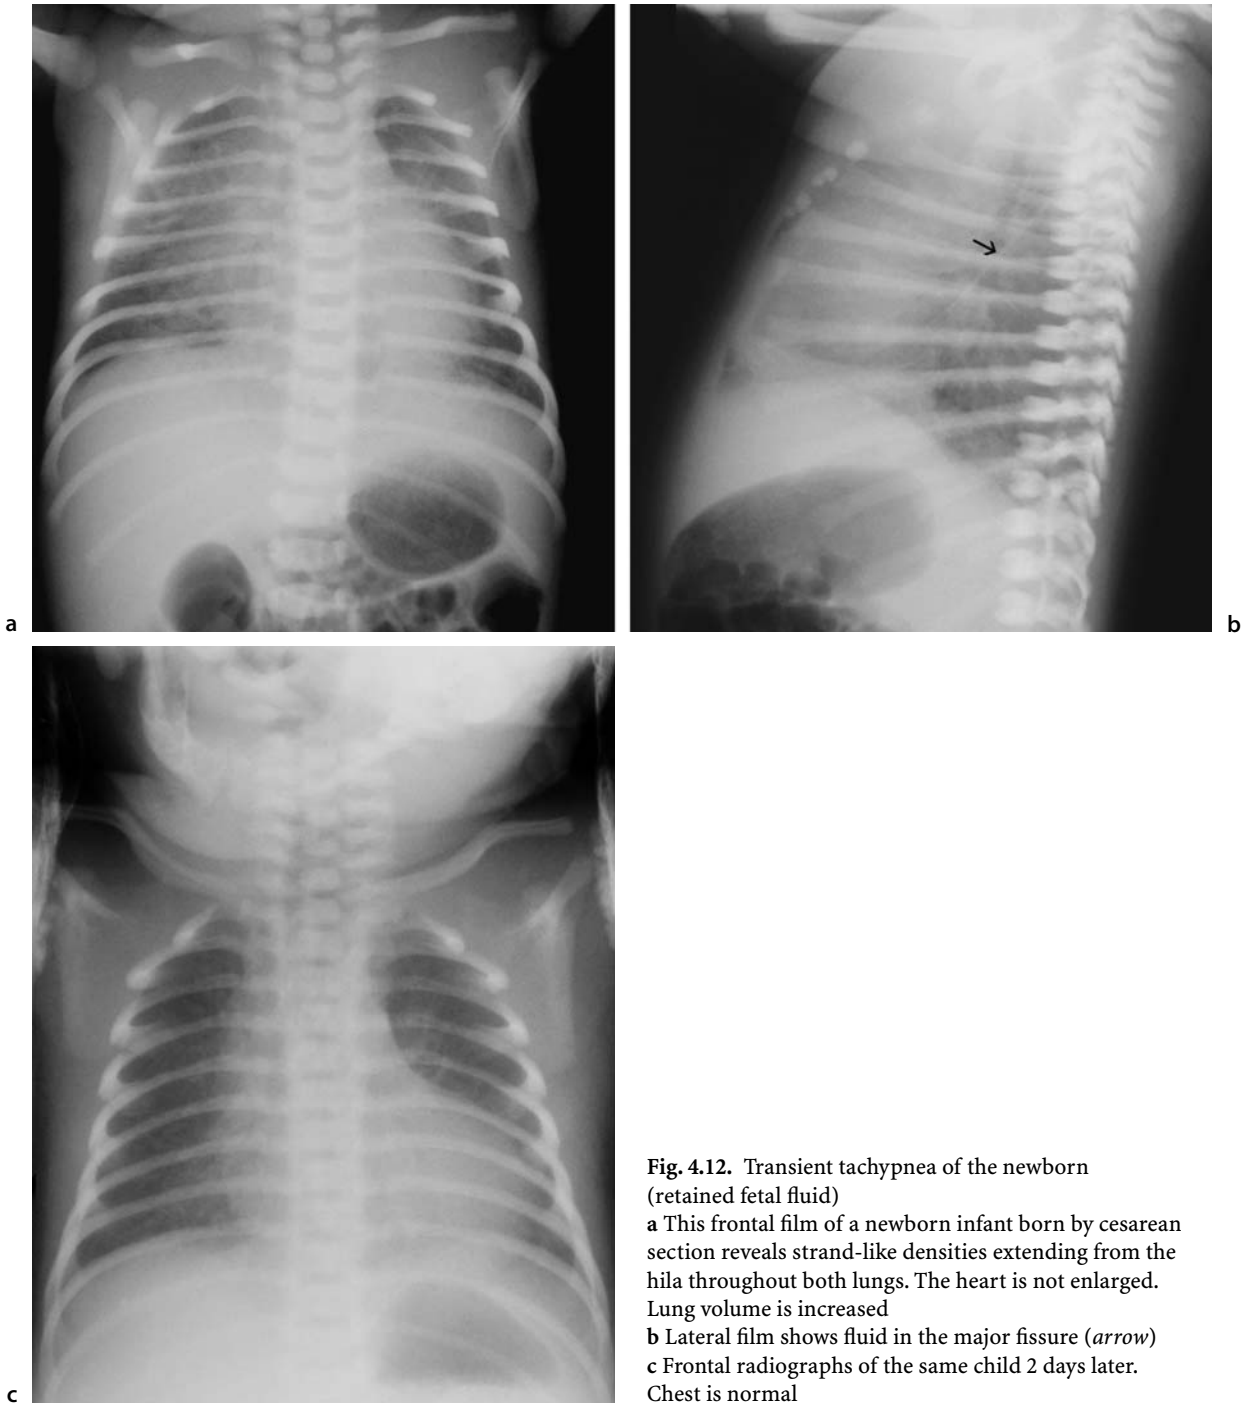 a
b
c
Fig. 4.12. Transient tachypnea of the newborn
(retained fetal fluid)
a This frontal film of a newborn infant born by cesarean
section reveals strand-like densities extending from the
hila throughout both lungs. The heart is not enlarged.
Lung volume is increased
b Lateral film shows fluid in the major fissure (arrow)
c Frontal radiographs of the same child 2 days later.
Chest is normal